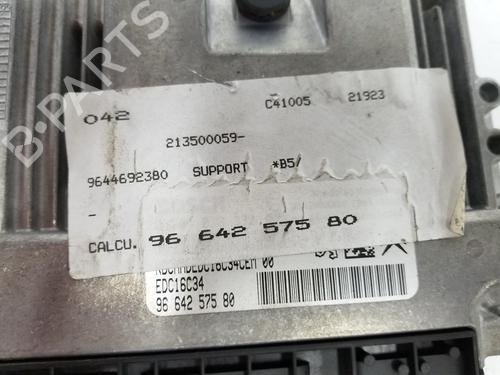 B-PARTS
042
C41005 21923
213500059-
9644692380 SUPPORT *B5/
-
CALCU. 96 642 575 80
EDC16C34
96 642 575 80